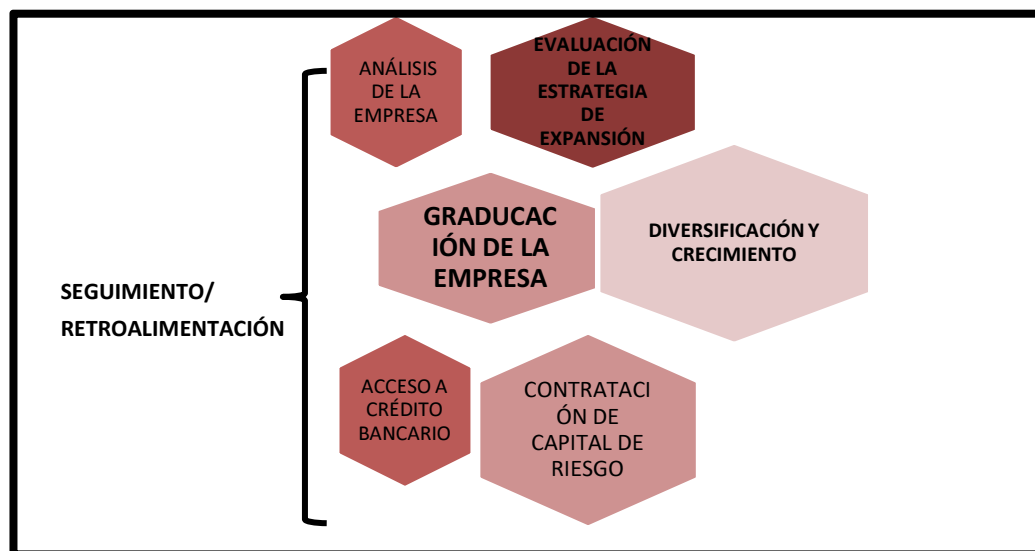 SEGUIMIENTO/
RETROALIMENTACIÓN
ANÁLISIS
DE LA
EMPRESA
EVALUACIÓN
DE LA
ESTRATEGIA
DE
EXPANSIÓN
GRADUCAC
IÓN DE LA
EMPRESA
DIVERSIFICACIÓN Y
CRECIMIENTO
ACCESO A
CRÉDITO
BANCARIO
CONTRATACI
ÓN DE
CAPITAL DE
RIESGO